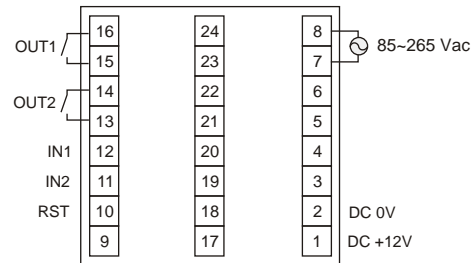 16 24 8
OUT1 85~265 Vac
15 23 7
14 22 6
OUT2
13 21 5
IN1 12 20 4
IN2 11 19 3
RST 10 18 2 DC 0V
9 17 1 DC +12V